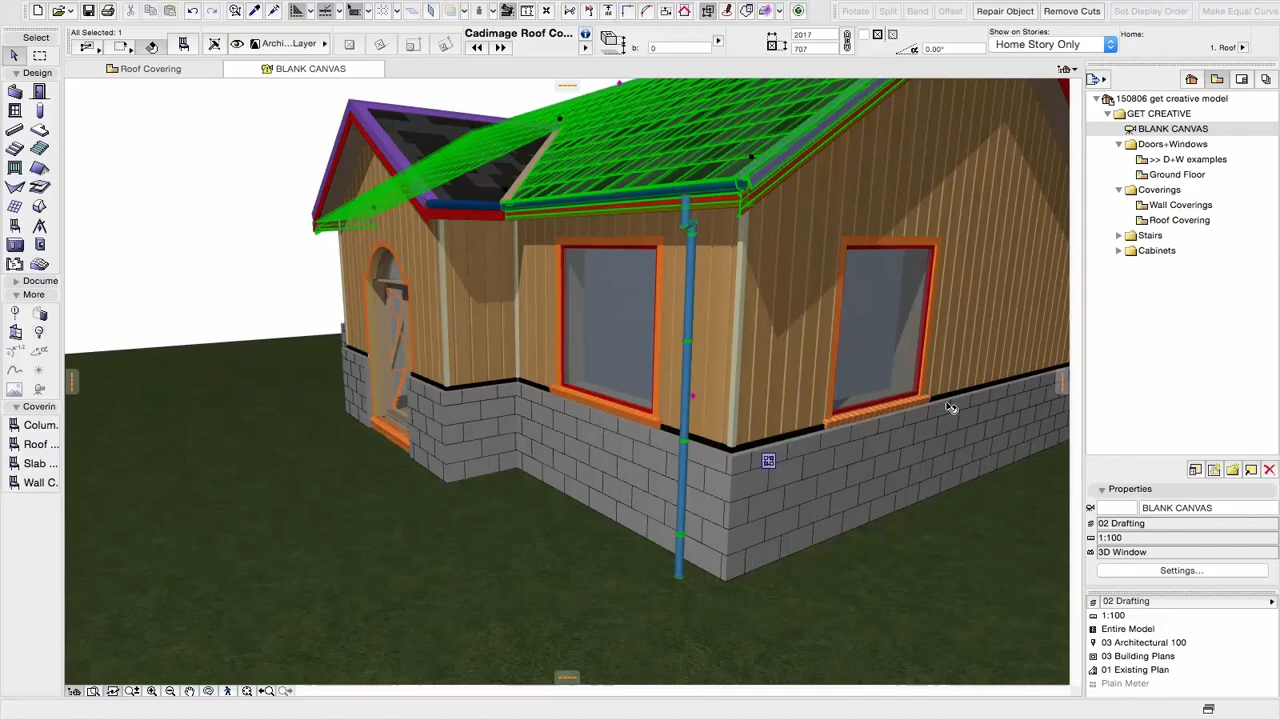 Rotate Split Bend Offset Repair Object Remove Cuts Set Display Order Make Equal Curve
All Selected: 1
Select
Design
Docume
More
Coverin
Colum.
Roof ...
Slab ...
Wall C.
Archi...Layer
Cadimage Roof Co...
b: 0
2017
707
0.00°
Show on Stories:
Home Story Only
Home:
1. Roof
Roof Covering
BLANK CANVAS
150806 get creative model
GET CREATIVE
BLANK CANVAS
Doors+Windows
>> D+W examples
Ground Floor
Coverings
Wall Coverings
Roof Covering
Stairs
Cabinets
Properties
BLANK CANVAS
02 Drafting
1:100
3D Window
Settings...
02 Drafting
1:100
Entire Model
03 Architectural 100
03 Building Plans
01 Existing Plan
Plain Meter